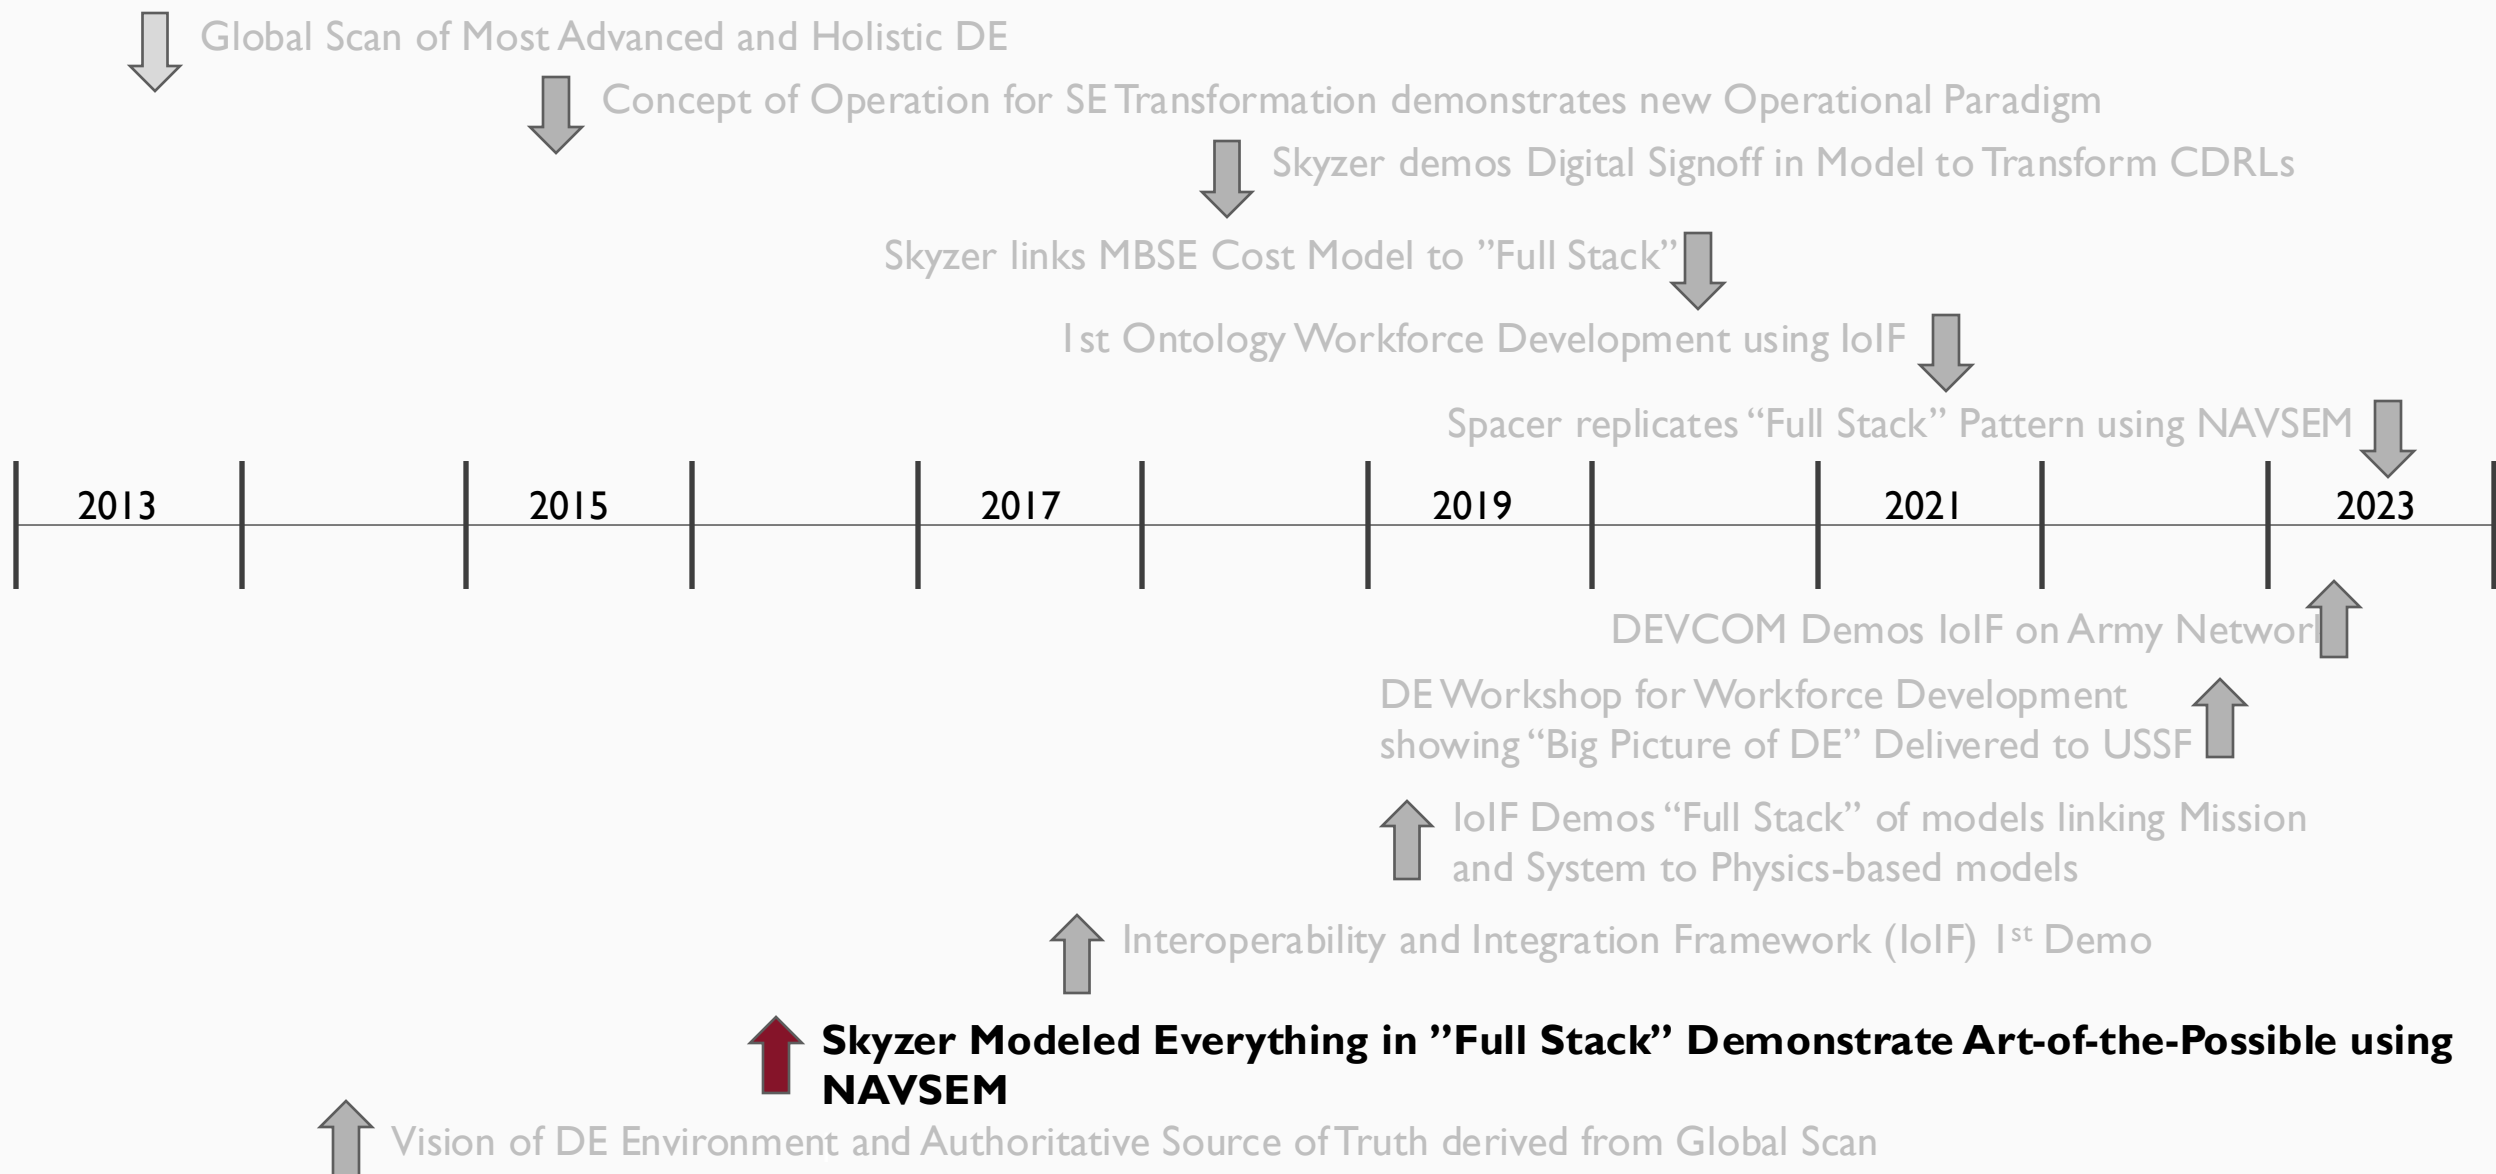 Global Scan of Most Advanced and Holistic DE
Concept of Operation for SE Transformation demonstrates new Operational Paradigm
Skyzer demos Digital Signoff in Model to Transform CDRLs
Skyzer links MBSE Cost Model to ”Full Stack”
1st Ontology Workforce Development using IoIF
Spacer replicates “Full Stack” Pattern using NAVSEM
2013 2015 2017 2019 2021 2023
DEVCOM Demos IoIF on Army Network
DE Workshop for Workforce Development
showing “Big Picture of DE” Delivered to USSF
IoIF Demos “Full Stack” of models linking Mission
and System to Physics-based models
Interoperability and Integration Framework (IoIF) 1st Demo
Skyzer Modeled Everything in ”Full Stack” Demonstrate Art-of-the-Possible using
NAVSEM
Vision of DE Environment and Authoritative Source of Truth derived from Global Scan